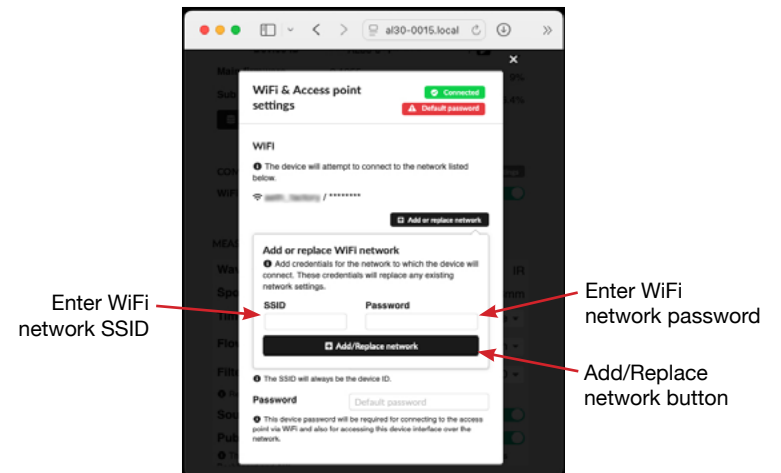 al30-0015.local
WiFi & Access point
settings
Connected
Default password
WiFi
The device will attempt to connect to the network listed
below.
/ ********
Add or replace network
Add or replace WiFi network
Add credentials for the network to which the device will
connect. These credentials will replace any existing
network settings.
SSID Password
Add/Replace network
The SSID will always be the device ID.
Password Default password
This device password will be required for connecting to the access
point via WiFi and also for accessing this device interface over the
network.
Enter WiFi
network SSID
Enter WiFi
network password
Add/Replace
network button